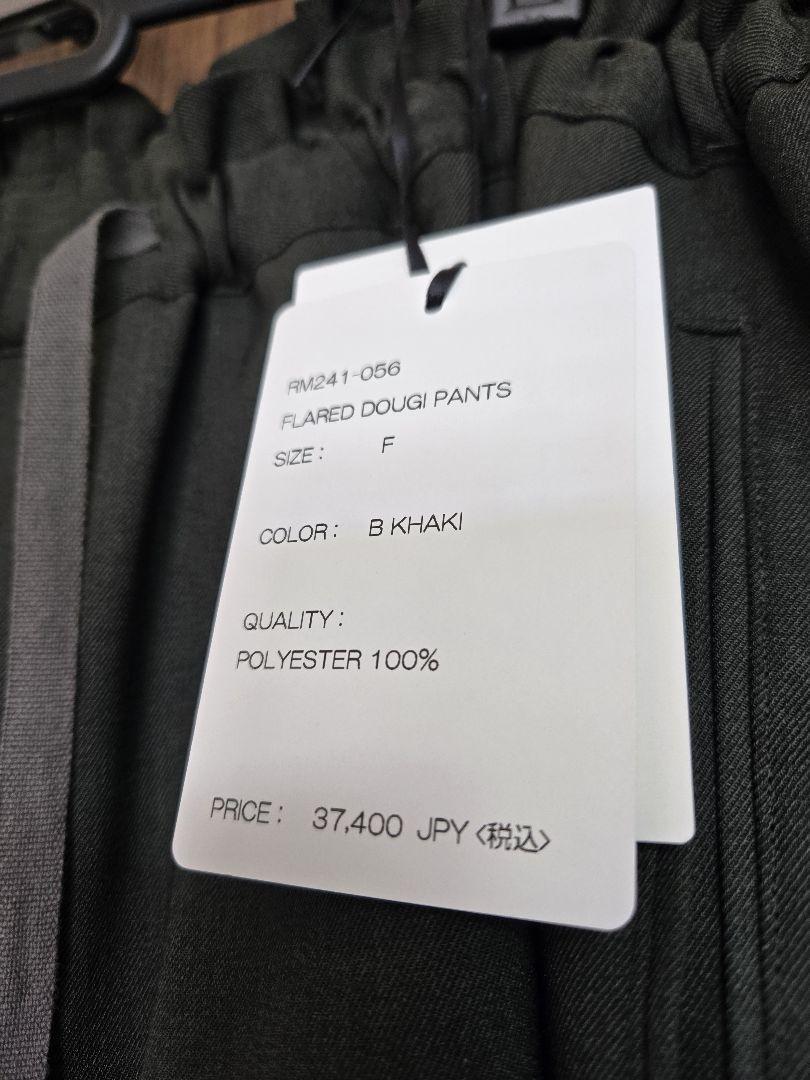 RM241-056
FLARED DOUGI PANTS
SIZE: F
COLOR: B KHAKI
QUALITY:
POLYESTER 100%
PRICE: 37,400 JPY〈税込〉